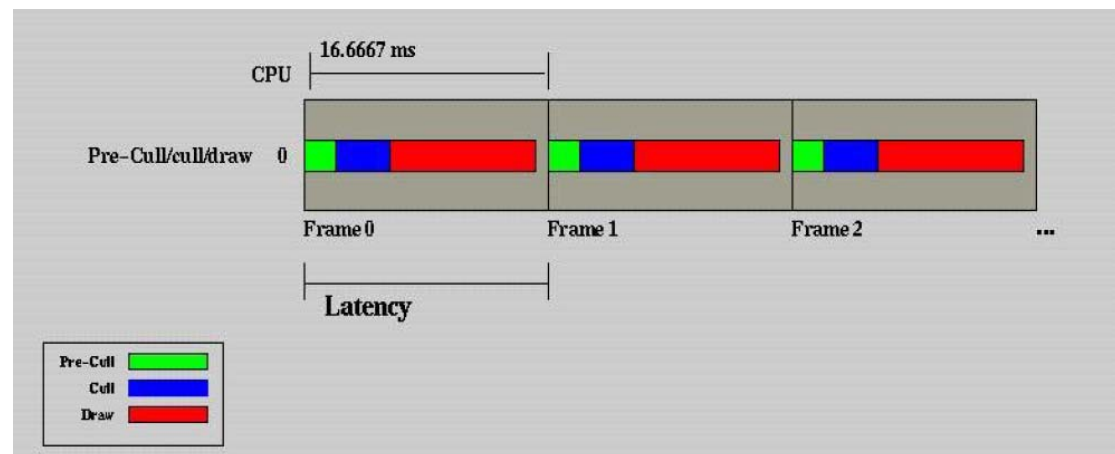 16.6667 ms
CPU
Pre-Cull/cull/draw 0
Frame 0 Frame 1 Frame 2 ...
Latency
Pre-Cull
Cull
Draw